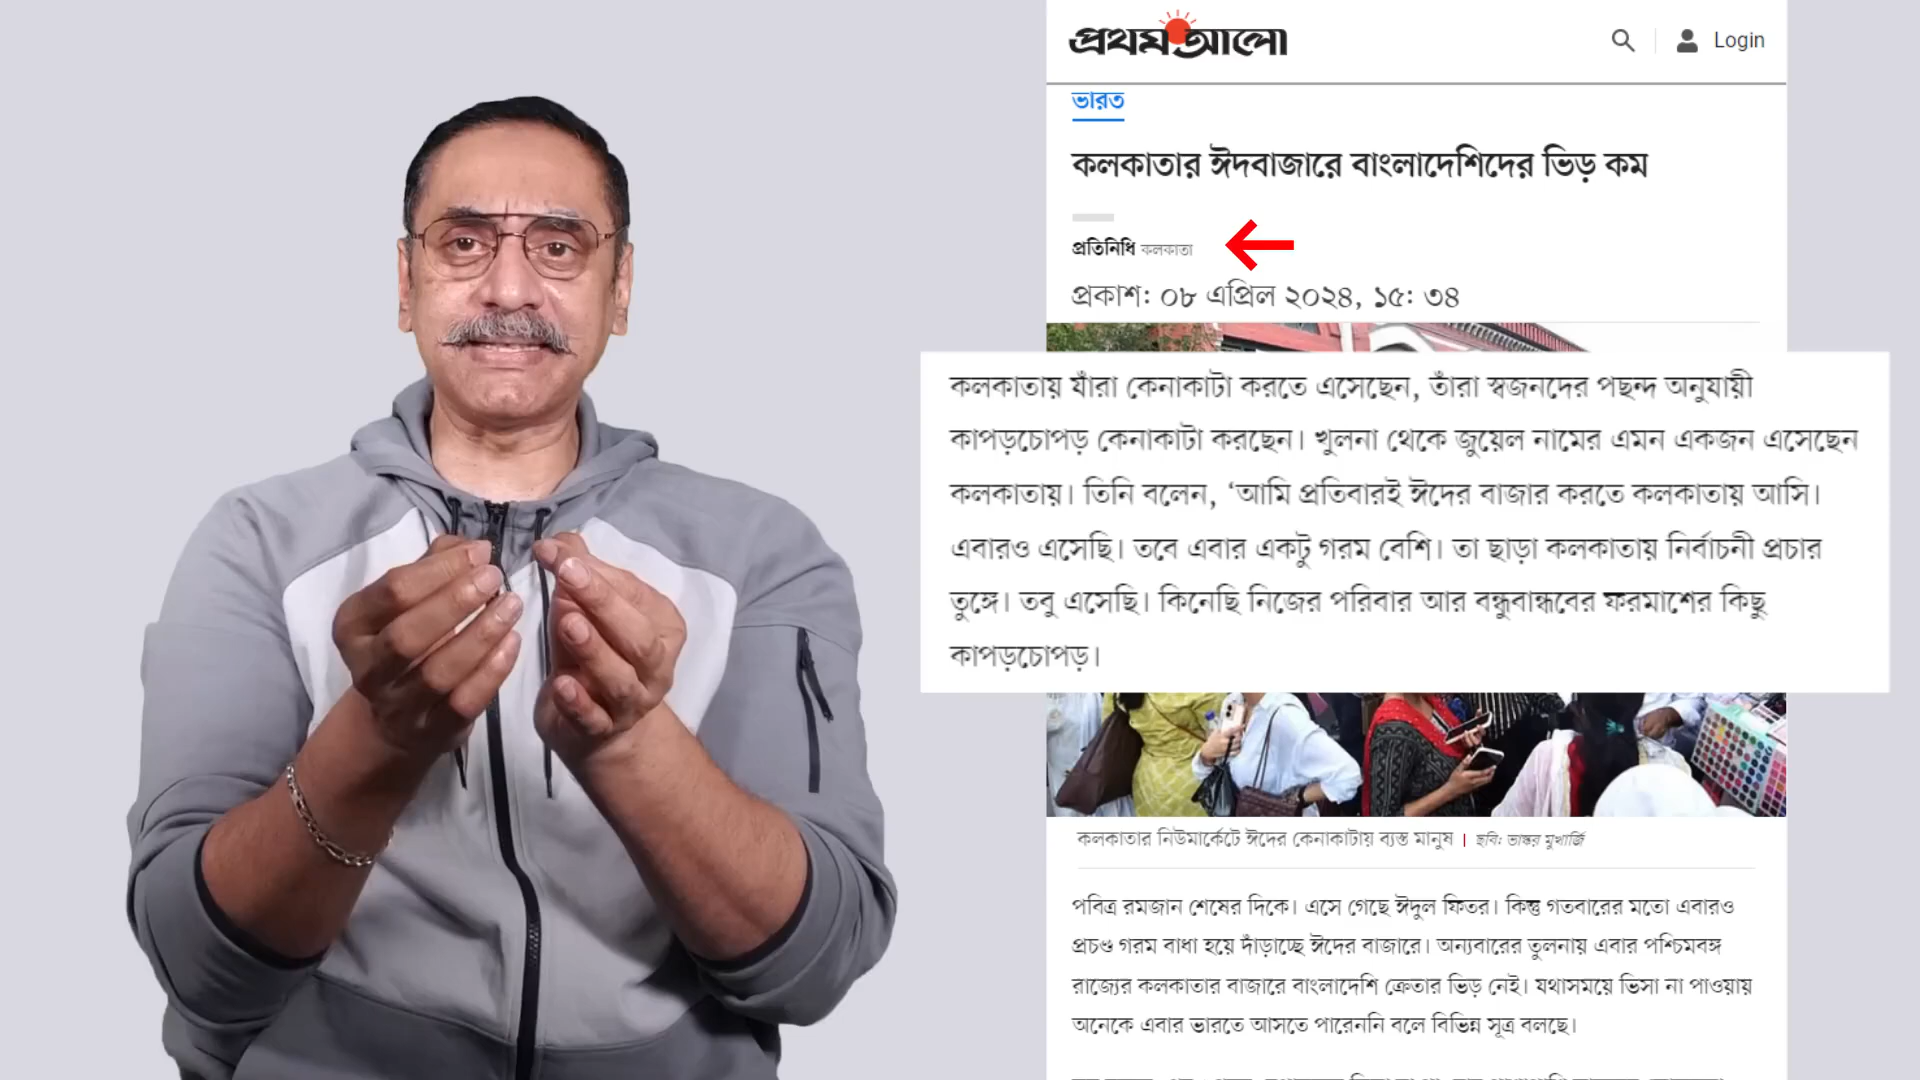 প্রথম আলো
Login
ভারত
কলকাতার ঈদবাজারে বাংলাদেশিদের ভিড় কম
প্রতিনিধি কলকাতা
প্রকাশ: ০৮ এপ্রিল ২০২৪, ১৫: ৩৪
কলকাতায় যাঁরা কেনাকাটা করতে এসেছেন, তাঁরা স্বজনদের পছন্দ অনুযায়ী
কাপড়চোপড় কেনাকাটা করছেন। খুলনা থেকে জুয়েল নামের এমন একজন এসেছেন
কলকাতায়। তিনি বলেন, ‘আমি প্রতিবারই ঈদের বাজার করতে কলকাতায় আসি।
এবারও এসেছি। তবে এবার একটু গরম বেশি। তা ছাড়া কলকাতায় নির্বাচনী প্রচার
তুঙ্গে। তবু এসেছি। কিনেছি নিজের পরিবার আর বন্ধুবান্ধবের ফরমাশের কিছু
কাপড়চোপড়।
কলকাতার নিউমার্কেটে ঈদের কেনাকাটায় ব্যস্ত মানুষ | ছবি: ভাস্কর মুখার্জি
পবিত্র রমজান শেষের দিকে। এসে গেছে ঈদুল ফিতর। কিন্তু গতবারের মতো এবারও
প্রচণ্ড গরম বাধা হয়ে দাঁড়াচ্ছে ঈদের বাজারে। অন্যবারের তুলনায় এবার পশ্চিমবঙ্গ
রাজ্যের কলকাতার বাজারে বাংলাদেশি ক্রেতার ভিড় নেই। যথাসময়ে ভিসা না পাওয়ায়
অনেকে এবার ভারতে আসতে পারেননি বলে বিভিন্ন সূত্র বলছে।